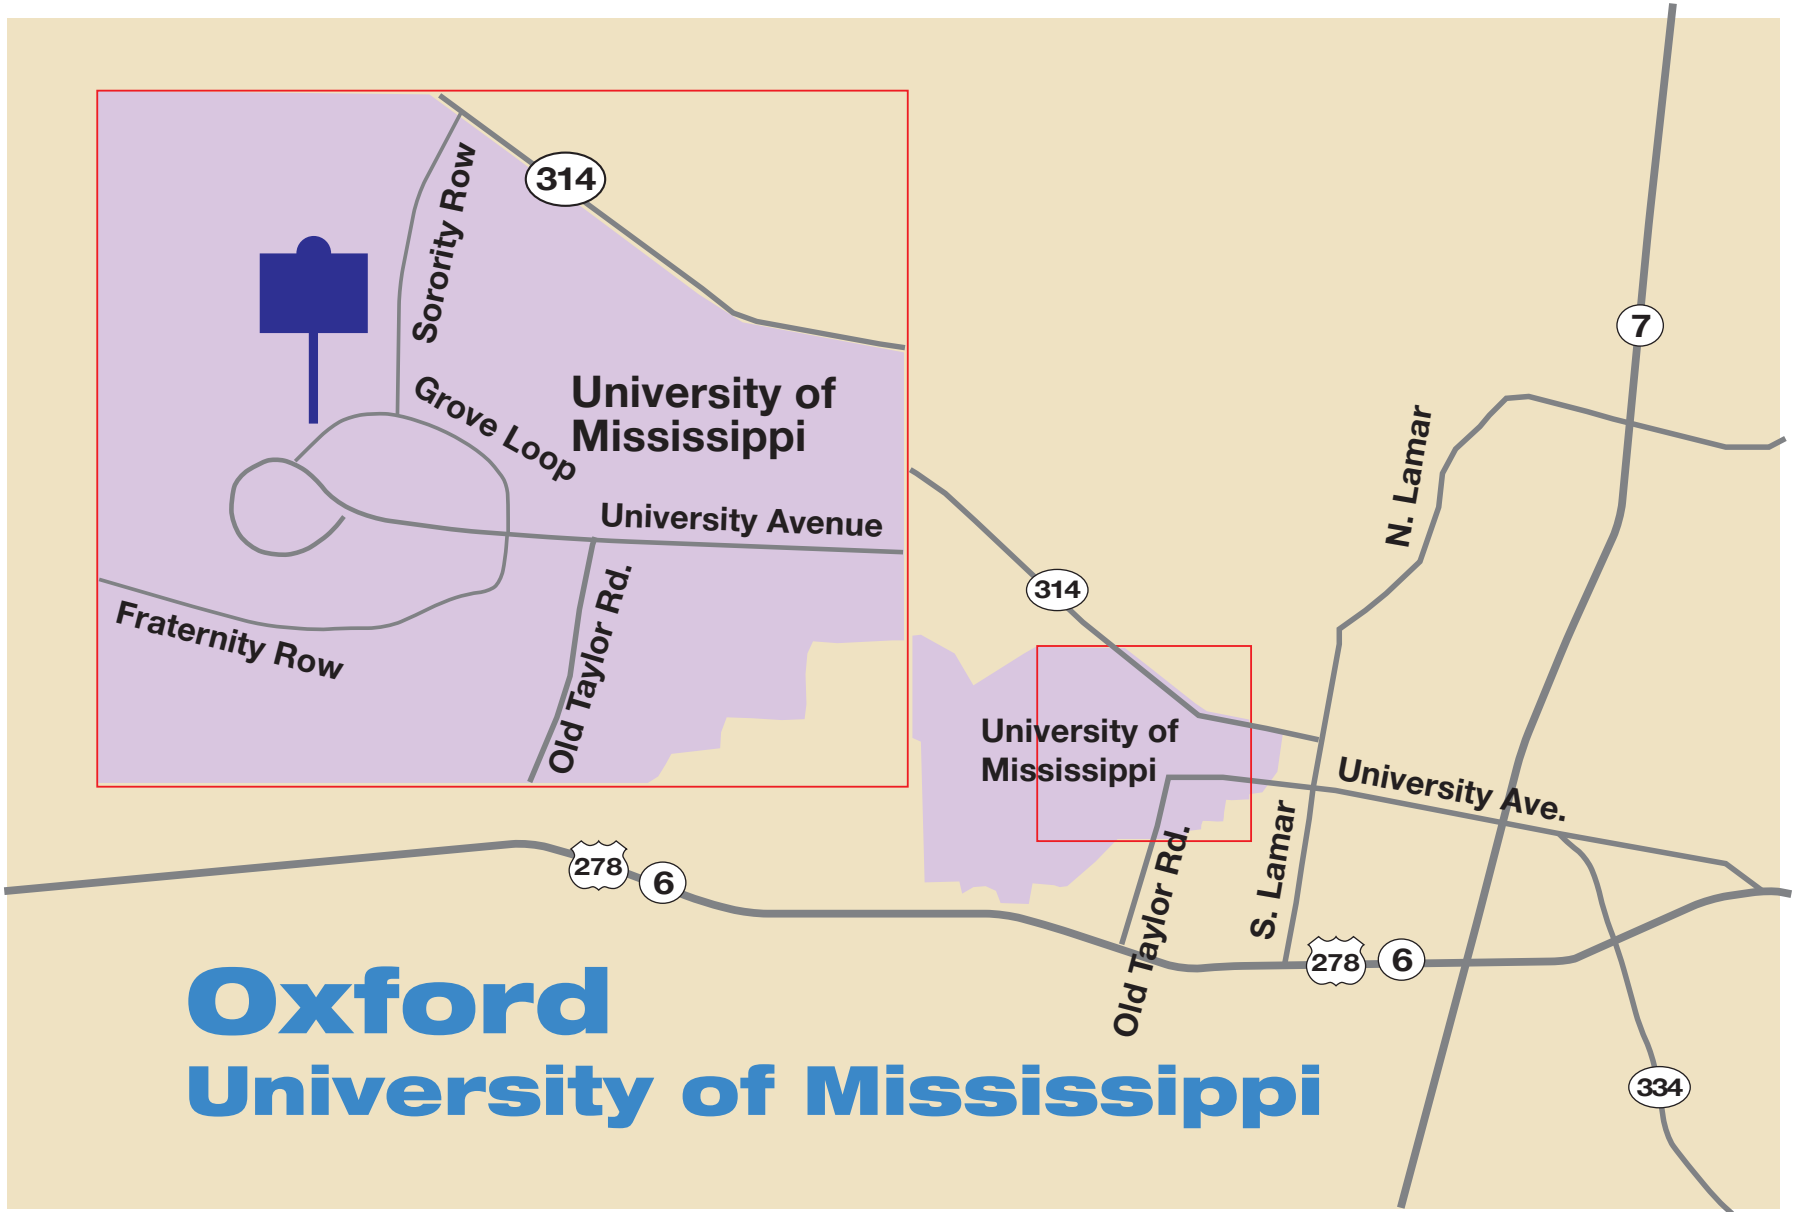 314
Sorority Row
Grove Loop
University of
Mississippi
University Avenue
Fraternity Row
Old Taylor Rd.
7
N. Lamar
314
University of
Mississippi
University Ave.
S. Lamar
Old Taylor Rd.
278
6
278
6
334
Oxford
University of Mississippi